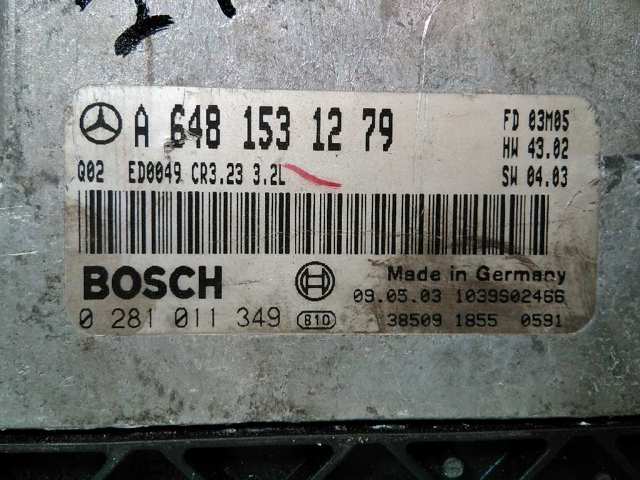 A 648 153 12 79
FD 03M05
HW 43.02
Q02 ED0049 CR3.23 3.2L
SW 04.03
BOSCH
Made in Germany
09.05.03 1039S02466
0 281 011 349 810
38509 1855 0591